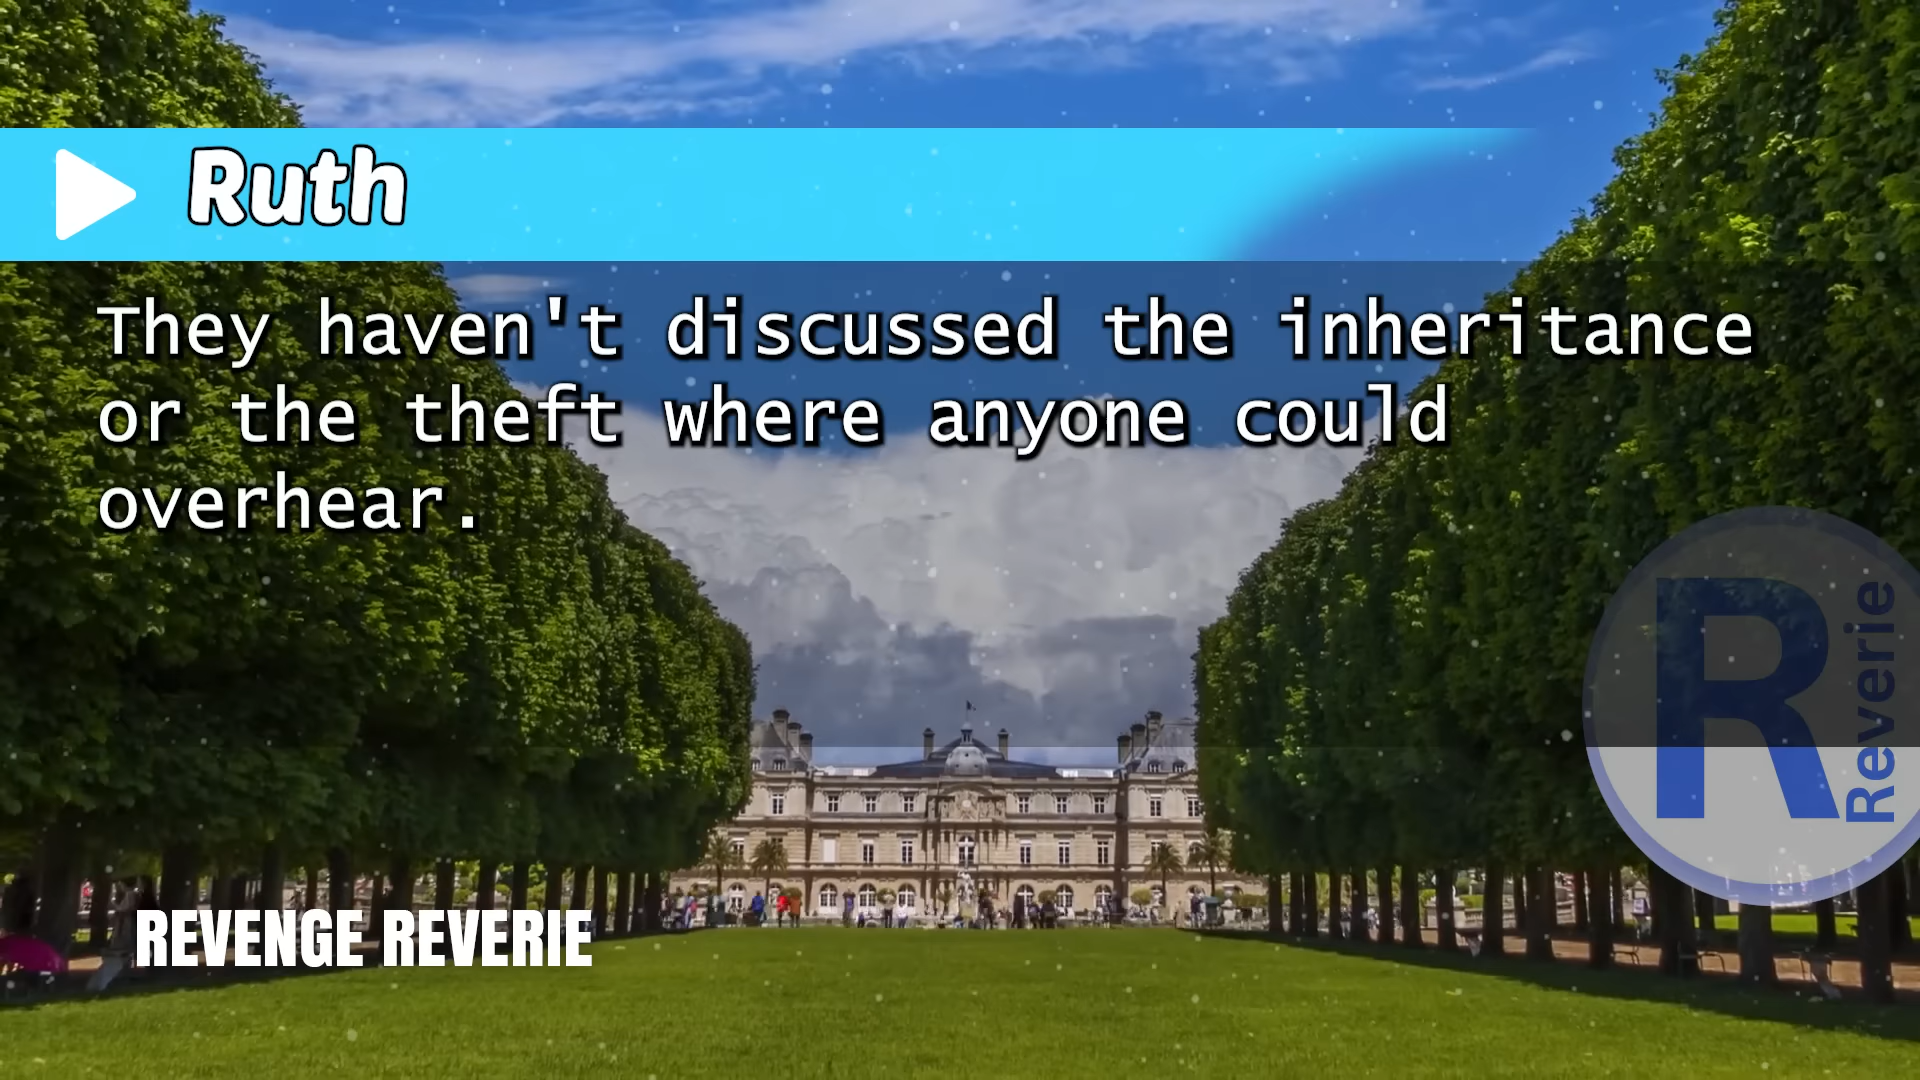 Ruth
They haven't discussed the inheritance
or the theft where anyone could
overhear.
R
Reverie
REVENGE REVERIE